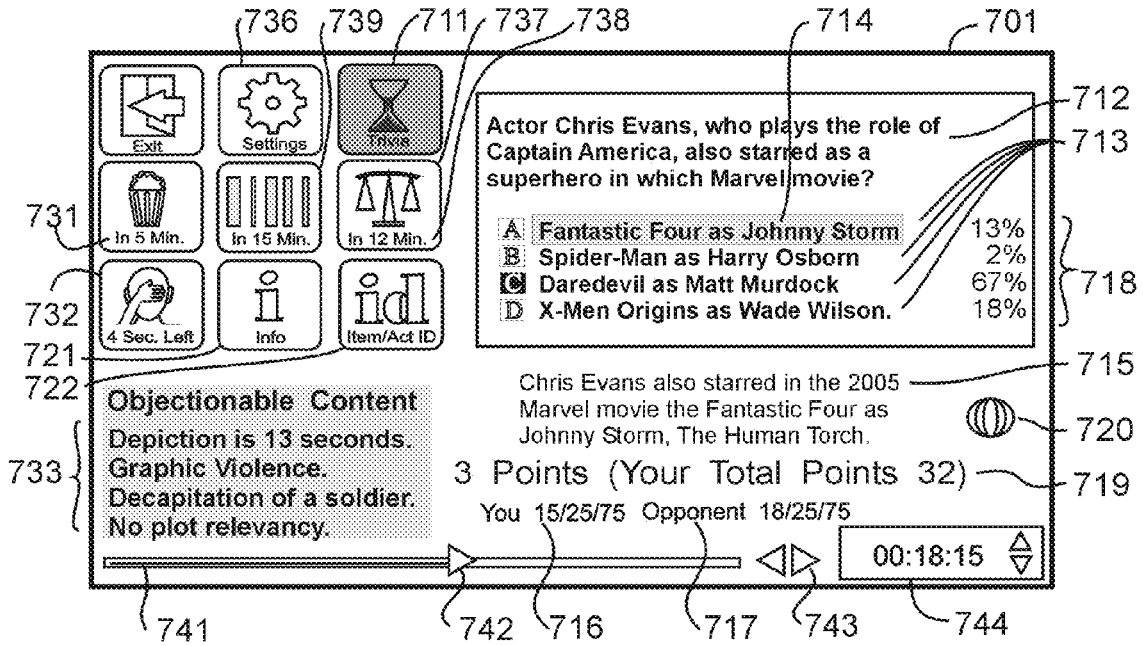 736 739 711 737 738 714 701
Exit Settings Trivia
Actor Chris Evans, who plays the role of
Captain America, also starred as a
superhero in which Marvel movie?
712
713
731
In 5 Min. In 15 Min. In 12 Min.
A Fantastic Four as Johnny Storm 13%
B Spider-Man as Harry Osborn 2%
C Daredevil as Matt Murdock 67%
D X-Men Origins as Wade Wilson. 18%
718
732
4 Sec. Left Info Item/Act ID
721
722
Chris Evans also starred in the 2005
Marvel movie the Fantastic Four as
Johnny Storm, The Human Torch.
715
720
Objectionable Content
Depiction is 13 seconds.
Graphic Violence.
Decapitation of a soldier.
No plot relevancy.
733
3 Points (Your Total Points 32)
719
You 15/25/75 Opponent 18/25/75
00:18:15
741 742 716 717 743 744